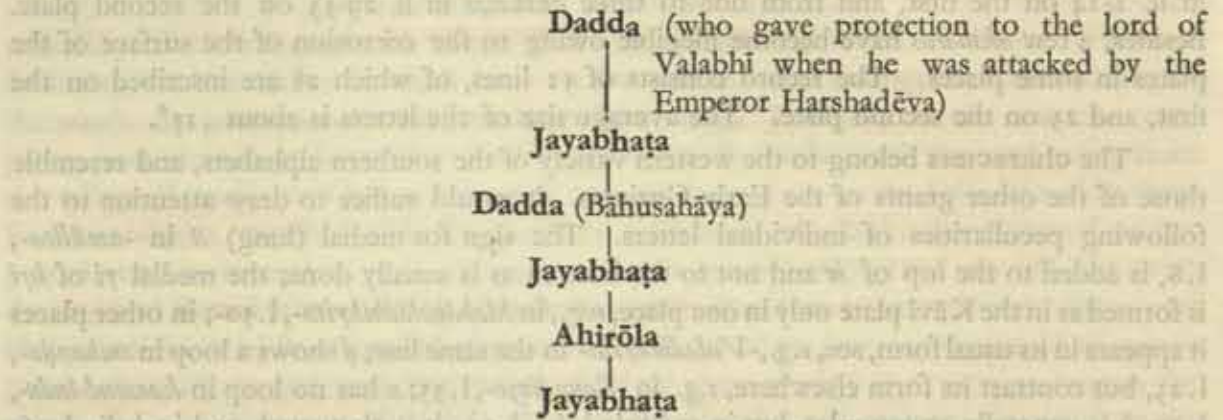 Dadda (who gave protection to the lord of
Valabhī when he was attacked by the
Emperor Harshadēva)
Jayabhaṭa
Dadda (Bāhusahāya)
Jayabhaṭa
Ahirōla
Jayabhaṭa